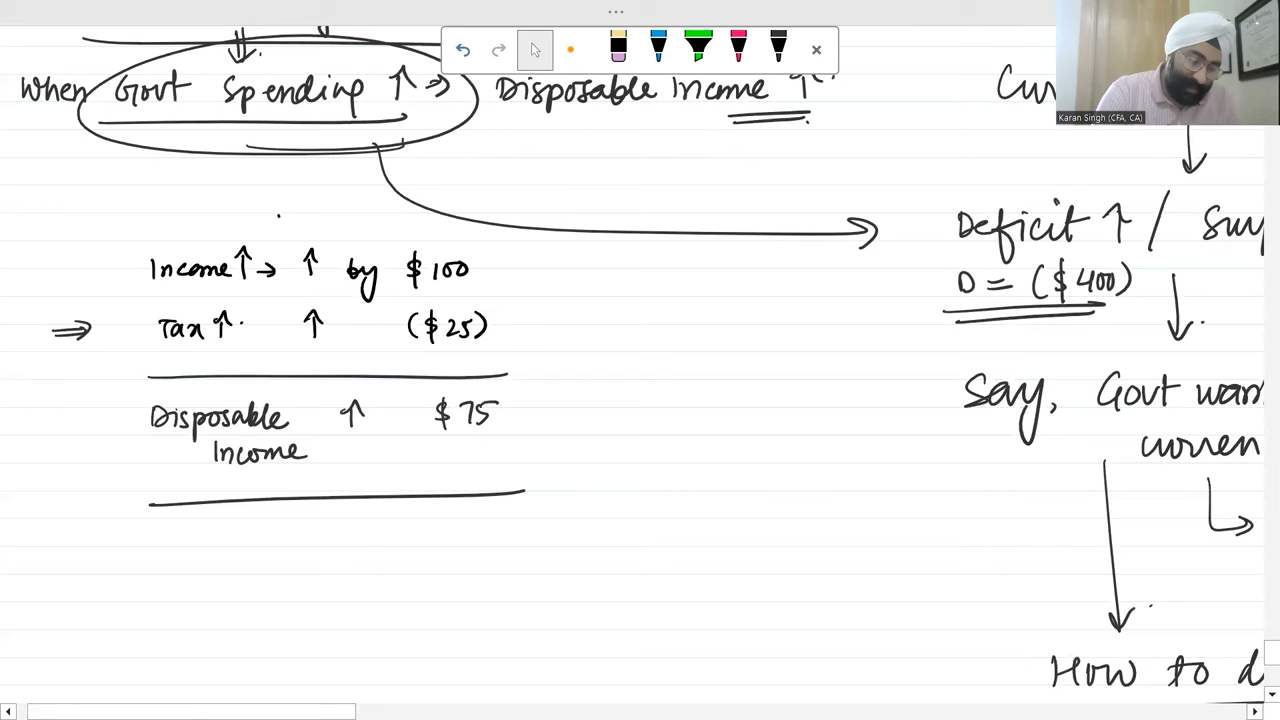 When Govt Spending ↑ → Disposable Income ↑
Karan Singh (CFA, CA)
Income ↑ → ↑ by $ 100
⇒ Tax ↑ ↑ ($ 25)
Disposable ↑ $ 75
Income
Deficit ↑ /
D = ($ 400)
Say, Govt
How to